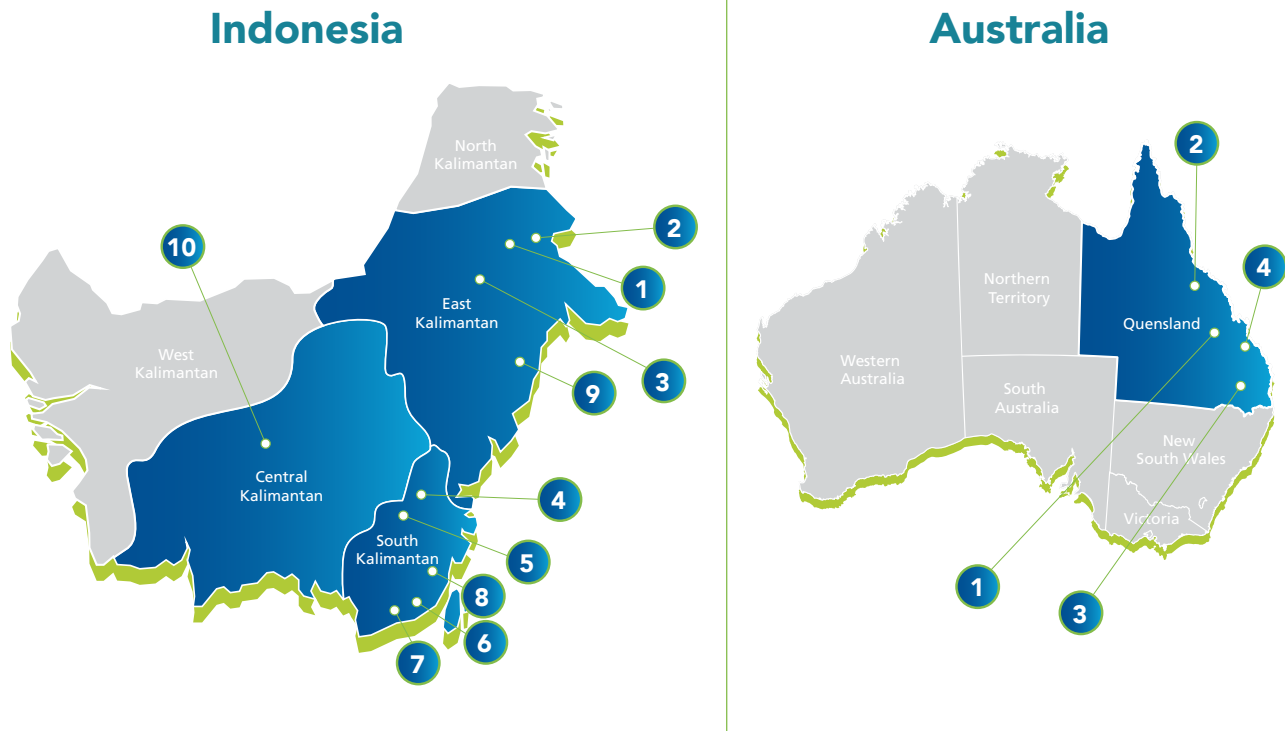 Indonesia
North
Kalimantan
2
10
1
East
Kalimantan
West
Kalimantan
3
9
Central
Kalimantan
4
South
Kalimantan
5
8
6
7
Australia
2
4
Northern
Territory
Queensland
Western
Australia
South
Australia
New
South Wales
Victoria
1
3